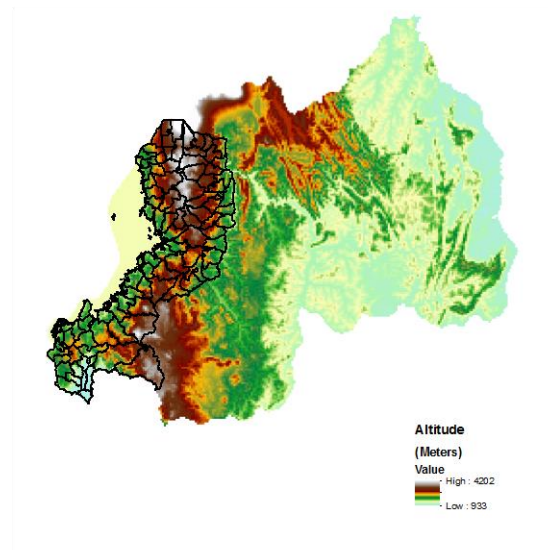 Altitude
(Meters)
Value
High : 4202
Low : 933